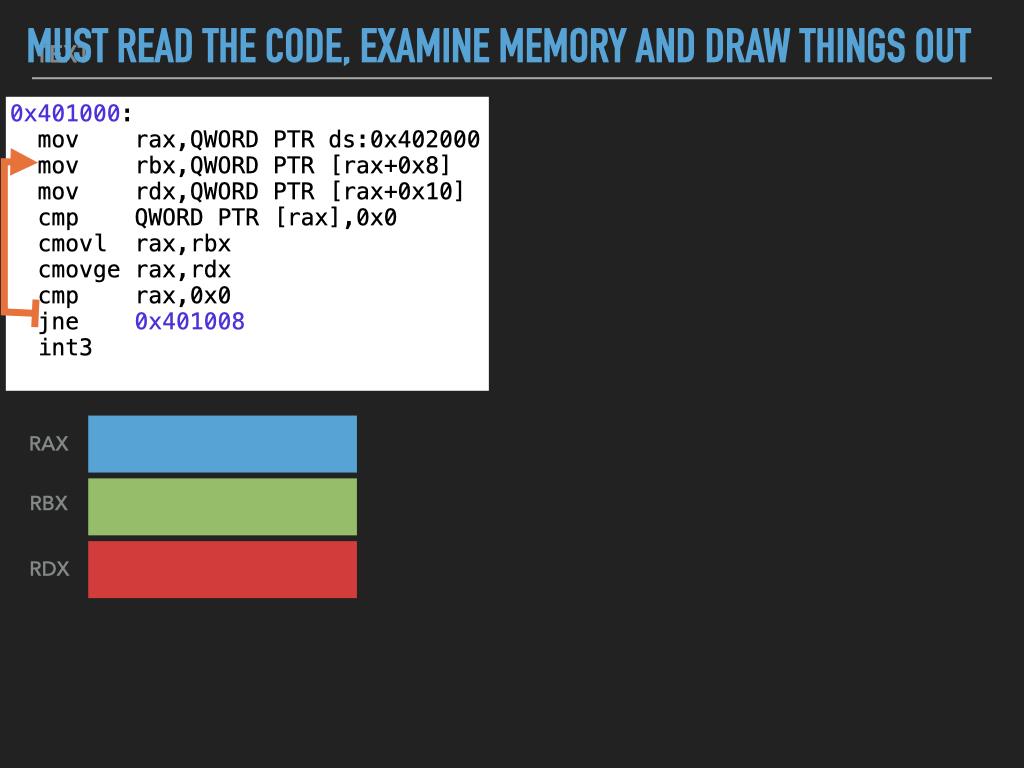 MUST READ THE CODE, EXAMINE MEMORY AND DRAW THINGS OUT
0x401000:
mov rax,QWORD PTR ds:0x402000
mov rbx,QWORD PTR [rax+0x8]
mov rdx,QWORD PTR [rax+0x10]
cmp QWORD PTR [rax],0x0
cmovl rax,rbx
cmovge rax,rdx
cmp rax,0x0
jne 0x401008
int3
RAX
RBX
RDX